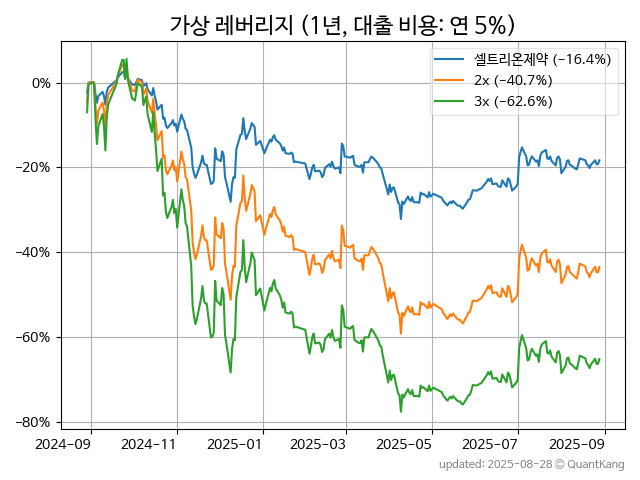 가상 레버리지 (1년, 대출 비용: 연 5%)
셀트리온제약 (−16.4%)
2x (−40.7%)
3x (−62.6%)
0%
−20%
−40%
−60%
−80%
2024-09 2024-11 2025-01 2025-03 2025-05 2025-07 2025-09
updated: 2025-08-28 © QuantKang